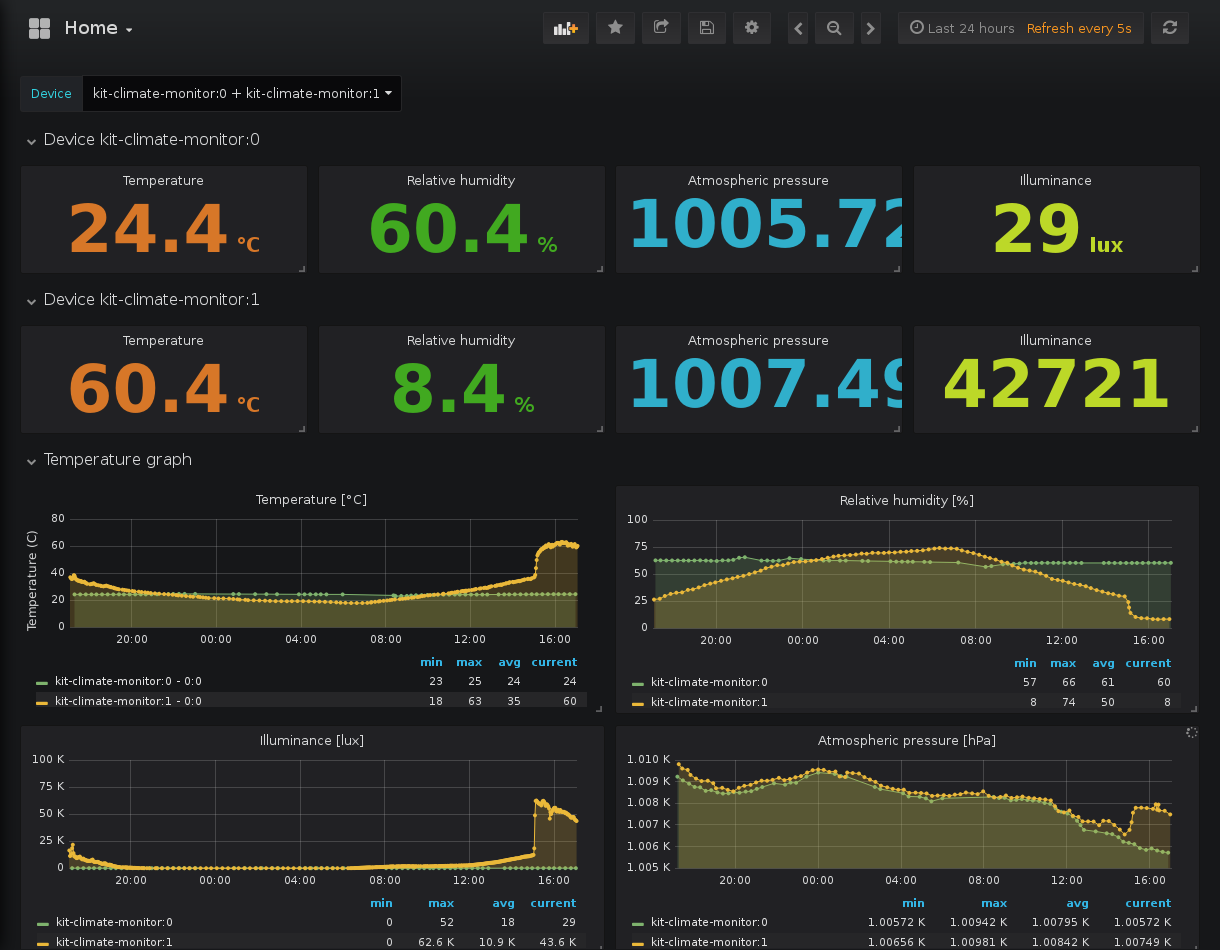 Home
Last 24 hours Refresh every 5s
Device kit-climate-monitor:0 + kit-climate-monitor:1
Device kit-climate-monitor:0
Temperature Relative humidity Atmospheric pressure Illuminance
24.4 °C 60.4 % 1005.72 29 lux
Device kit-climate-monitor:1
Temperature Relative humidity Atmospheric pressure Illuminance
60.4 °C 8.4 % 1007.49 42721
Temperature graph
Temperature [°C]
Temperature (C)
80
60
40
20
0
20:00 00:00 04:00 08:00 12:00 16:00
min max avg current
kit-climate-monitor:0 - 0:0 23 25 24 24
kit-climate-monitor:1 - 0:0 18 63 35 60
Relative humidity [%]
100
75
50
25
0
20:00 00:00 04:00 08:00 12:00 16:00
min max avg current
kit-climate-monitor:0 57 66 61 60
kit-climate-monitor:1 8 74 50 8
Illuminance [lux]
100 K
75 K
50 K
25 K
0
20:00 00:00 04:00 08:00 12:00 16:00
min max avg current
kit-climate-monitor:0 0 52 18 29
kit-climate-monitor:1 0 62.6 K 10.9 K 43.6 K
Atmospheric pressure [hPa]
1.010 K
1.009 K
1.008 K
1.007 K
1.006 K
1.005 K
20:00 00:00 04:00 08:00 12:00 16:00
min max avg current
kit-climate-monitor:0 1.00572 K 1.00942 K 1.00795 K 1.00572 K
kit-climate-monitor:1 1.00656 K 1.00981 K 1.00842 K 1.00749 K